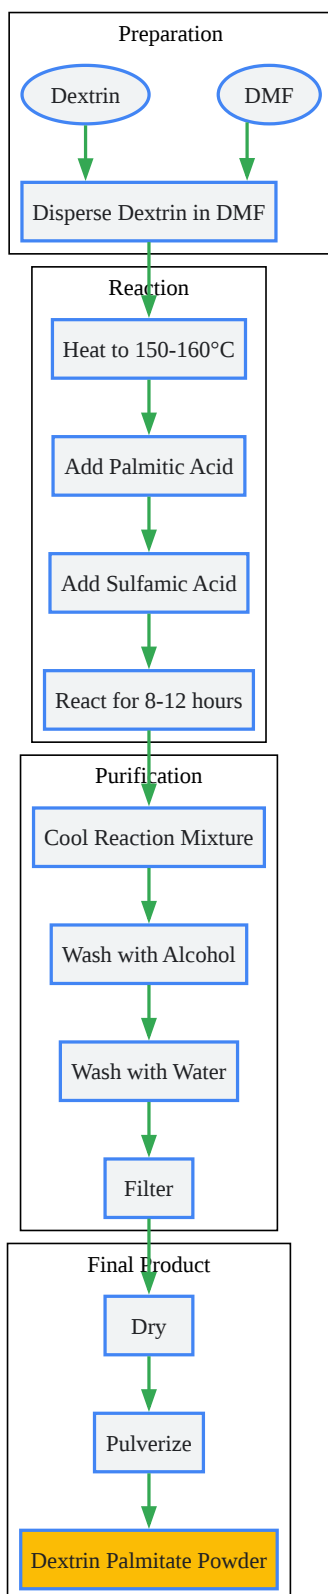 Preparation
Dextrin
DMF
Disperse Dextrin in DMF
Reaction
Heat to 150-160°C
Add Palmitic Acid
Add Sulfamic Acid
React for 8-12 hours
Purification
Cool Reaction Mixture
Wash with Alcohol
Wash with Water
Filter
Final Product
Dry
Pulverize
Dextrin Palmitate Powder